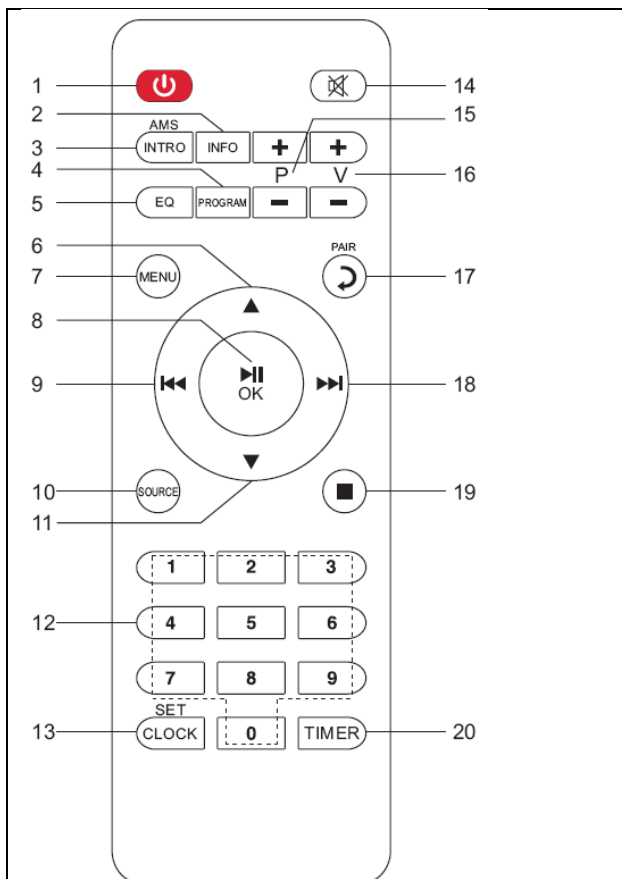 1 14
2 15
AMS
3 INTRO INFO + +
4 P V 16
5 EQ PROGRAM - -
6 PAIR
7 MENU 17
8
9 OK 18
10 SOURCE 19
11
1 2 3
12 4 5 6
7 8 9
SET
13 CLOCK 0 TIMER 20